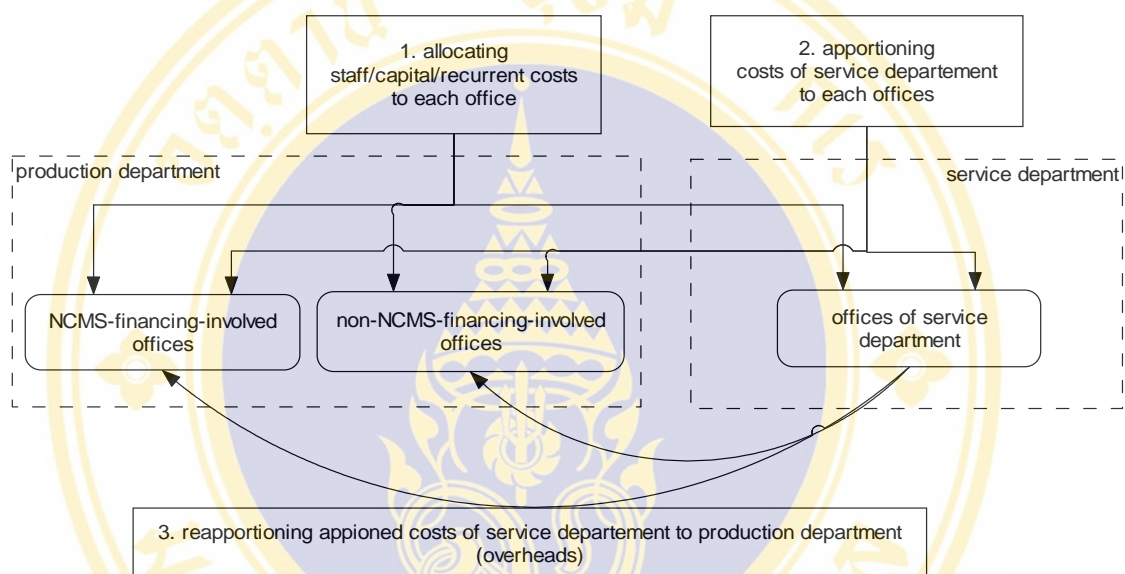 1. allocating
staff/capital/recurrent costs
to each office
2. apportioning
costs of service departement
to each offices
production department
service department
NCMS-financing-involved
offices
non-NCMS-financing-involved
offices
offices of service
department
3. reapportioning appioned costs of service departement to production department
(overheads)